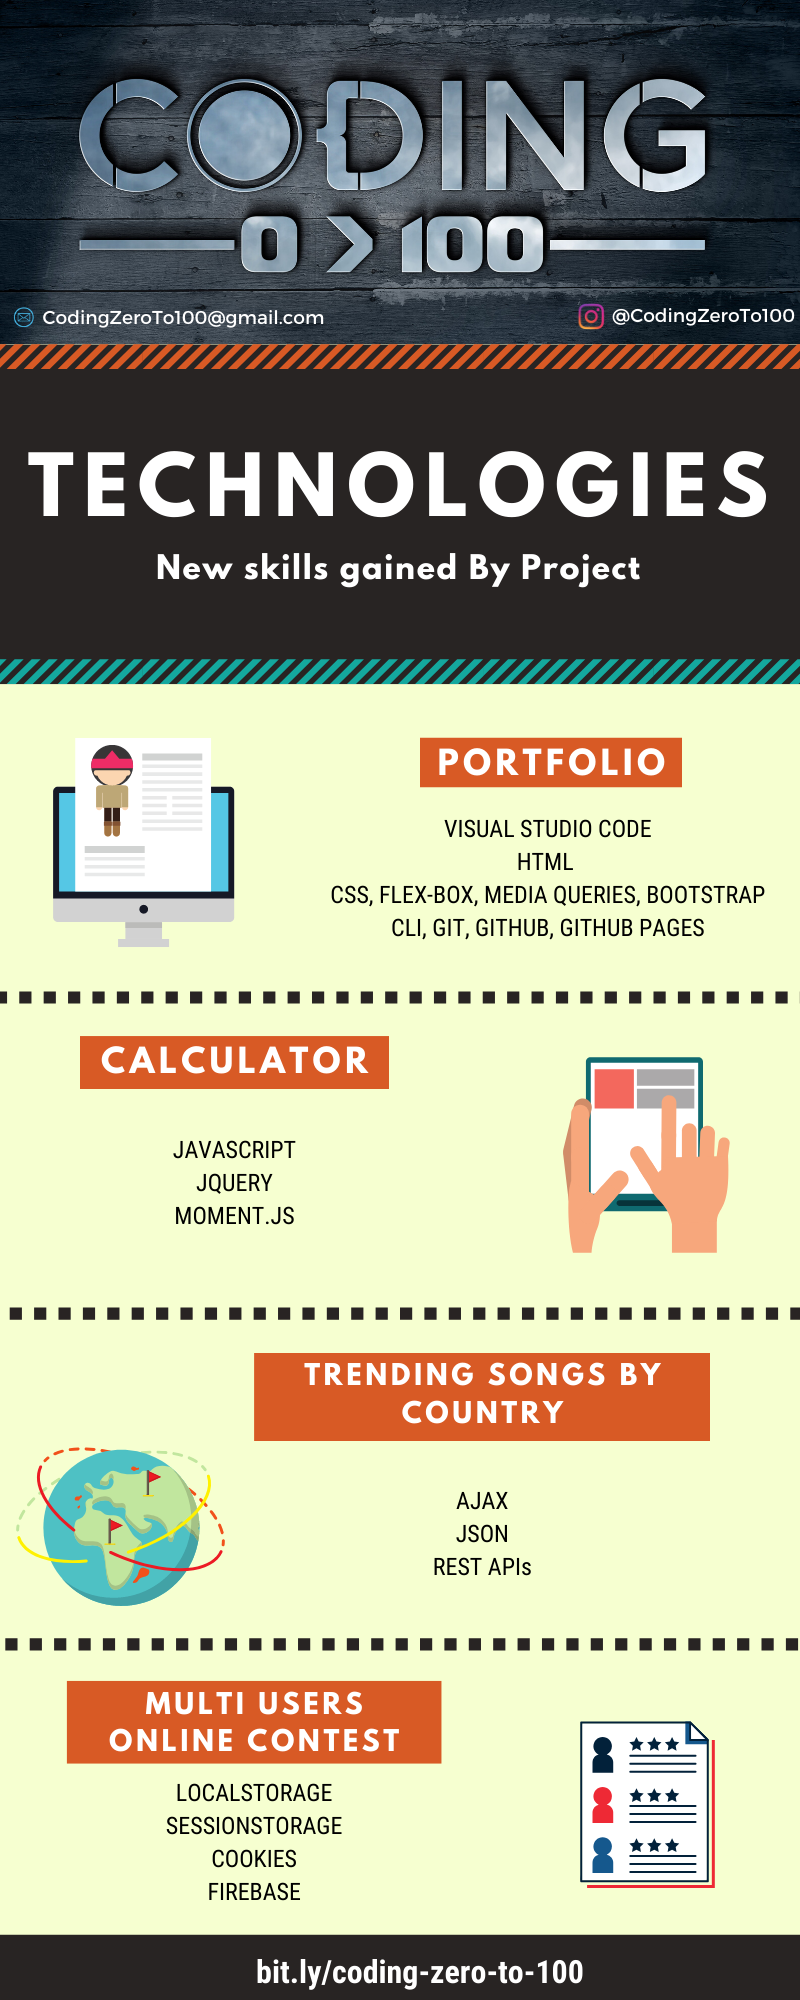 CODING
0 > 100
CodingZeroTo100@gmail.com
@CodingZeroTo100
TECHNOLOGIES
New skills gained By Project
PORTFOLIO
VISUAL STUDIO CODE
HTML
CSS, FLEX-BOX, MEDIA QUERIES, BOOTSTRAP
CLI, GIT, GITHUB, GITHUB PAGES
CALCULATOR
JAVASCRIPT
JQUERY
MOMENT.JS
TRENDING SONGS BY
COUNTRY
AJAX
JSON
REST APIs
MULTI USERS
ONLINE CONTEST
LOCALSTORAGE
SESSIONSTORAGE
COOKIES
FIREBASE
bit.ly/coding-zero-to-100